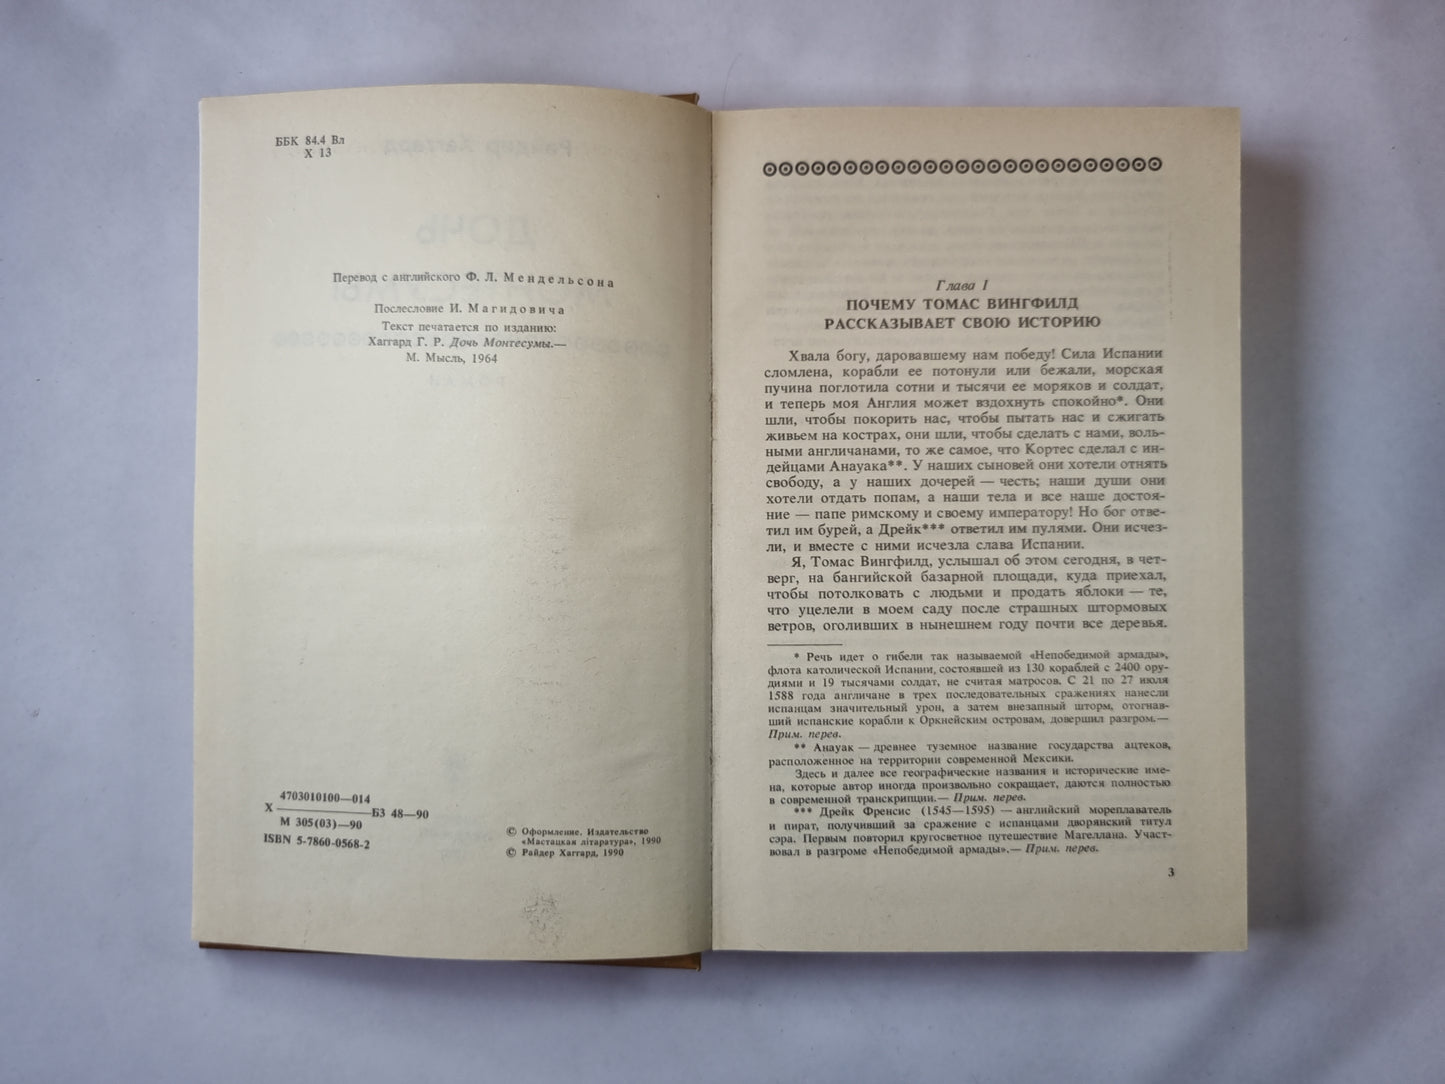 ББК 84.4 Вл
Х 13
Перевод с английского Ф. Л. Мендельсона
Послесловие И. Магидовича
Текст печатается по изданию:
Хаггард Г. Р. Дочь Монтесумы.—
М. Мысль, 1964
4703010100—014
Х БЗ 48—90
М 305(03)—90
ISBN 5-7860-0568-2
© Оформление, Издательство
«Мастацкая літаратура», 1990
© Райдер Хаггард, 1990
Глава I
ПОЧЕМУ ТОМАС ВИНГФИЛД
РАССКАЗЫВАЕТ СВОЮ ИСТОРИЮ
Хвала богу, даровавшему нам победу! Сила Испании
сломлена, корабли ее потонули или бежали, морская
пучина поглотила сотни и тысячи ее моряков и солдат,
и теперь моя Англия может вздохнуть спокойно*. Они
шли, чтобы покорить нас, чтобы пытать нас и сжигать
живьем на кострах, они шли, чтобы сделать с нами, воль-
ными англичанами, то же самое, что Кортес сделал с ин-
дейцами Анауака**. У наших сыновей они хотели отнять
свободу, а у наших дочерей — честь; наши души они
хотели отдать попам, а наши тела и все наше достоя-
ние — папе римскому и своему императору! Но бог отве-
тил им бурей, а Дрейк*** ответил им пулями. Они исчез-
ли, и вместе с ними исчезла слава Испании.
Я, Томас Вингфилд, услышал об этом сегодня, в чет-
верг, на бангийской базарной площади, куда приехал,
чтобы потолковать с людьми и продать яблоки — те,
что уцелели в моем саду после страшных штормовых
ветров, оголивших в нынешнем году почти все деревья.
* Речь идет о гибели так называемой «Непобедимой армады»,
флота католической Испании, состоявшей из 130 кораблей с 2400 ору-
диями и 19 тысячами солдат, не считая матросов. С 21 по 27 июля
1588 года англичане в трех последовательных сражениях нанесли
испанцам значительный урон, а затем внезапный шторм, отогнав-
ший испанские корабли к Оркнейским островам, довершил разгром.—
Прим. перев.
** Анауак — древнее туземное название государства ацтеков,
расположенное на территории современной Мексики.
Здесь и далее все географические названия и исторические име-
на, которые автор иногда произвольно сокращает, даются полностью
в современной транскрипции.— Прим. перев.
*** Дрейк Френсис (1545—1595) — английский мореплаватель
и пират, получивший за сражение с испанцами дворянский титул
сэра. Первым повторил кругосветное путешествие Магеллана. Участ-
вовал в разгроме «Непобедимой армады».— Прим. перев.
3